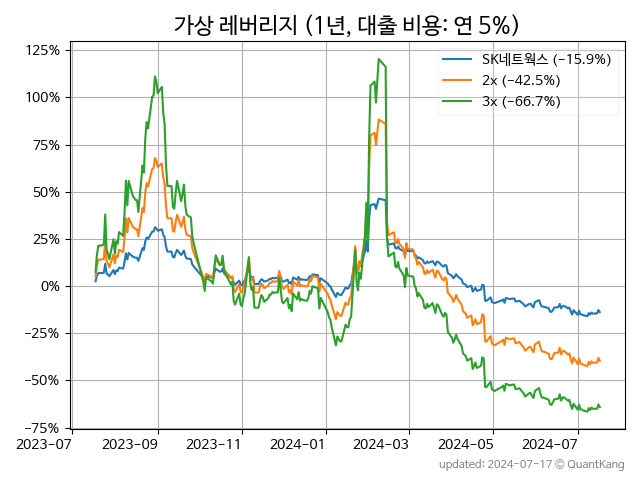 가상 레버리지 (1년, 대출 비용: 연 5%)
125%
100%
75%
50%
25%
0%
−25%
−50%
−75%
SK네트웍스 (−15.9%)
2x (−42.5%)
3x (−66.7%)
2023-07 2023-09 2023-11 2024-01 2024-03 2024-05 2024-07
updated: 2024-07-17 © QuantKang